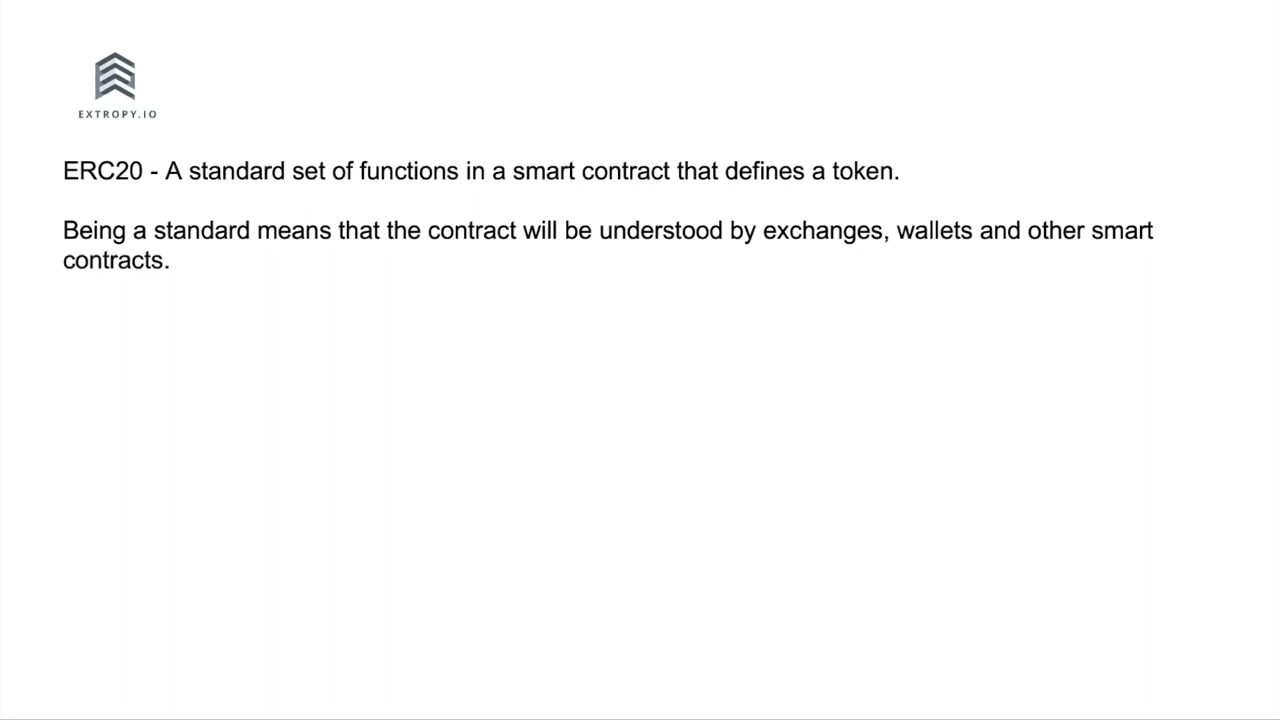 EXTROPY.IO
ERC20 - A standard set of functions in a smart contract that defines a token.
Being a standard means that the contract will be understood by exchanges, wallets and other smart
contracts.